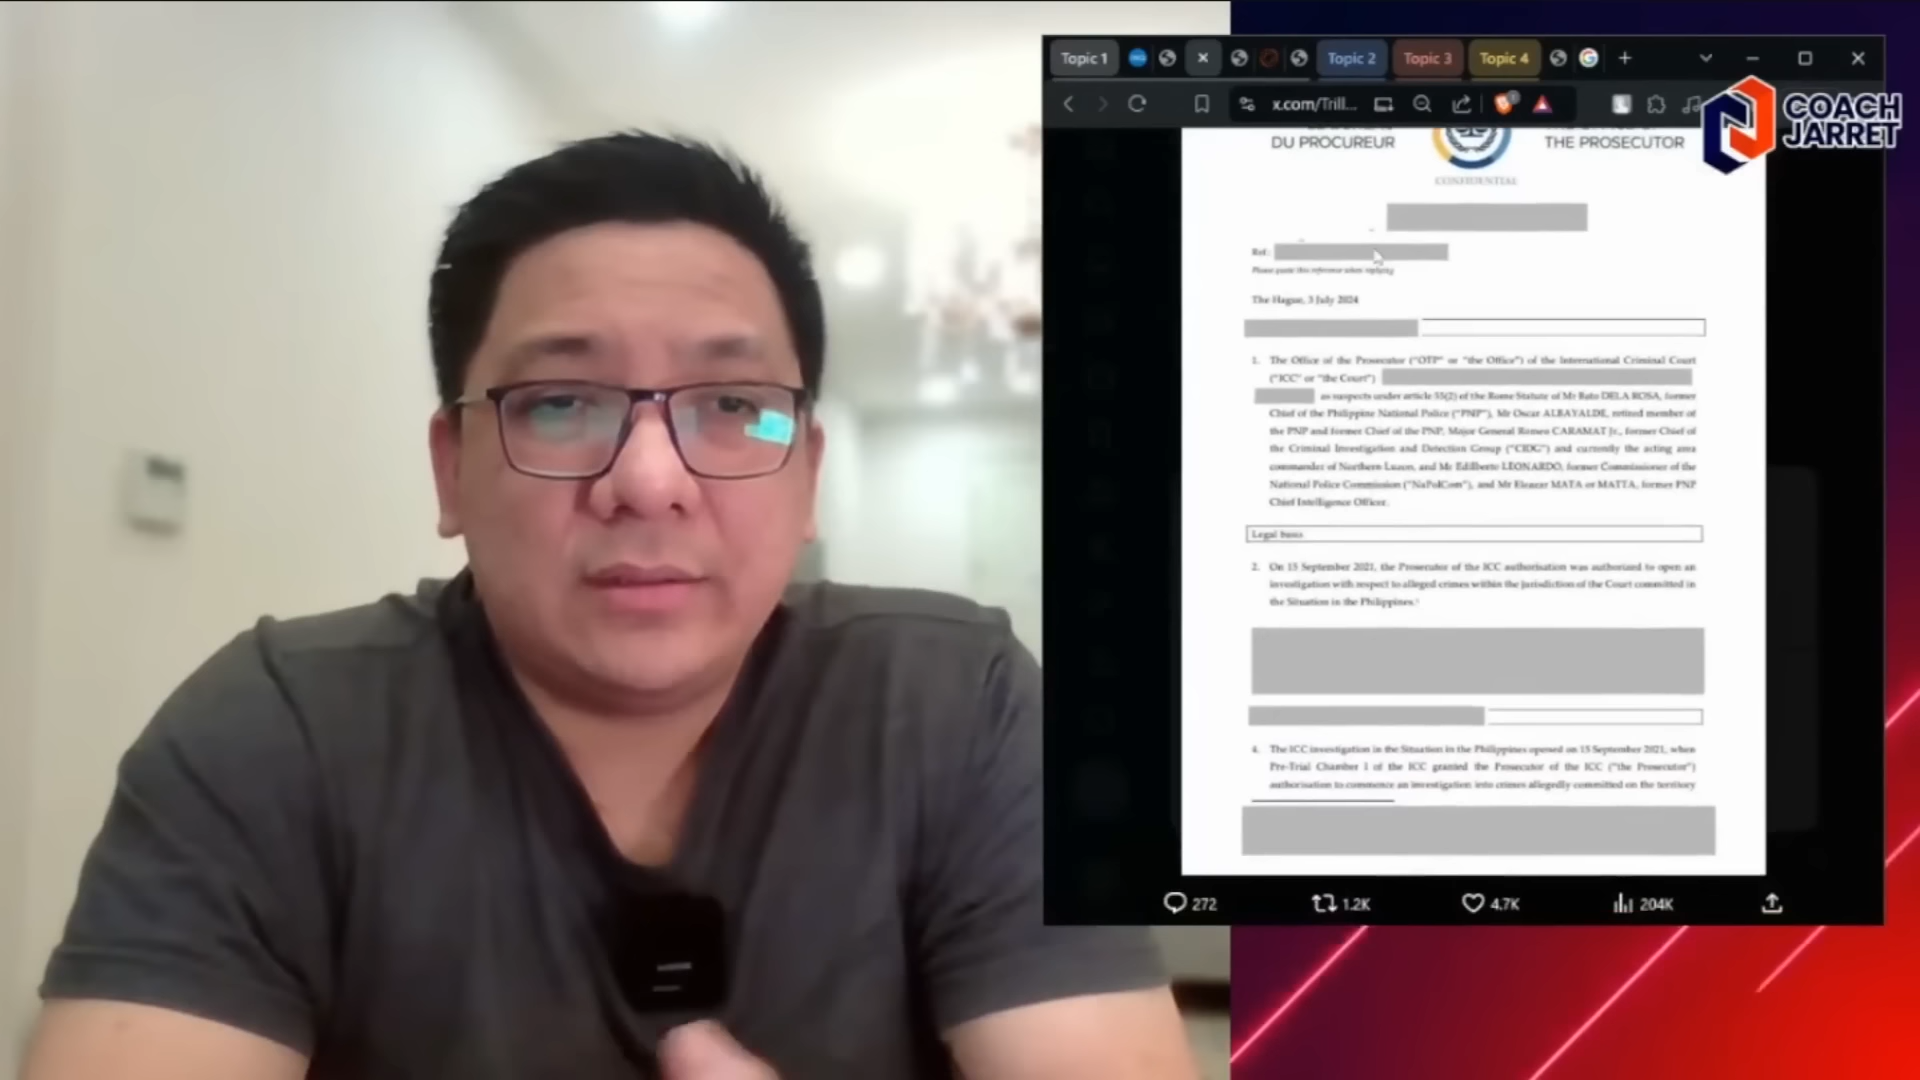 Topic 1
Topic 2
Topic 3
Topic 4
x.com/Trill...
COACH
JARRET
DU PROCUREUR
THE PROSECUTOR
CONFIDENTIAL
Ref:
Please quote this reference when replying
The Hague, 3 July 2024
1. The Office of the Prosecutor ("OTP" or "the Office") of the International Criminal Court
("ICC" or "the Court")
as suspects under article 55(2) of the Rome Statute of Mr Bato DELA ROSA, former
Chief of the Philippine National Police ("PNP"), Mr Oscar ALBAYALDE, retired member of
the PNP and former Chief of the PNP, Major General Romeo CARAMAT Jr., former Chief of
the Criminal Investigation and Detection Group ("CIDG") and currently the acting area
commander of Northern Luzon, and Mr Edilberto LEONARDO, former Commissioner of the
National Police Commission ("NaPolCom"), and Mr Eleazar MATA or MATTA, former PNP
Chief Intelligence Officer.
Legal basis
2. On 15 September 2021, the Prosecutor of the ICC authorisation was authorized to open an
investigation with respect to alleged crimes within the jurisdiction of the Court committed in
the Situation in the Philippines.¹
4. The ICC investigation in the Situation in the Philippines opened on 15 September 2021, when
Pre-Trial Chamber I of the ICC granted the Prosecutor of the ICC ("the Prosecutor")
authorisation to commence an investigation into crimes allegedly committed on the territory
272
1.2K
4.7K
204K